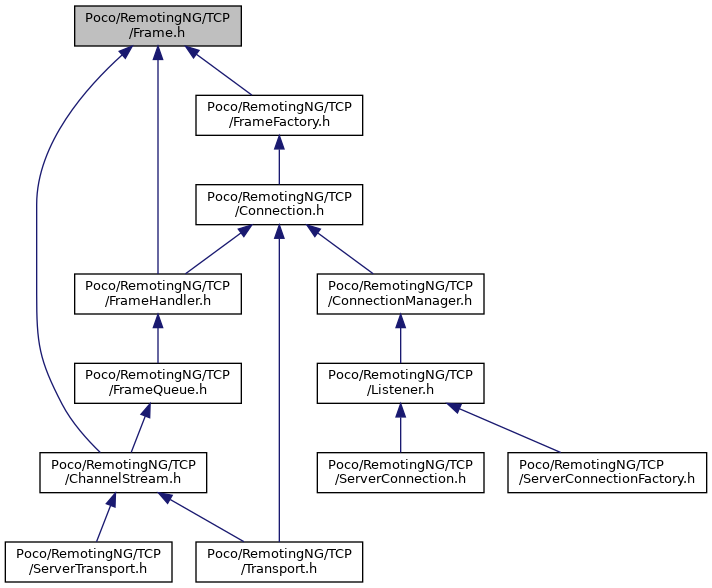 Poco/RemotingNG/TCP
/Frame.h
Poco/RemotingNG/TCP
/FrameFactory.h
Poco/RemotingNG/TCP
/Connection.h
Poco/RemotingNG/TCP
/FrameHandler.h
Poco/RemotingNG/TCP
/ConnectionManager.h
Poco/RemotingNG/TCP
/FrameQueue.h
Poco/RemotingNG/TCP
/Listener.h
Poco/RemotingNG/TCP
/ChannelStream.h
Poco/RemotingNG/TCP
/ServerConnection.h
Poco/RemotingNG/TCP
/ServerConnectionFactory.h
Poco/RemotingNG/TCP
/ServerTransport.h
Poco/RemotingNG/TCP
/Transport.h